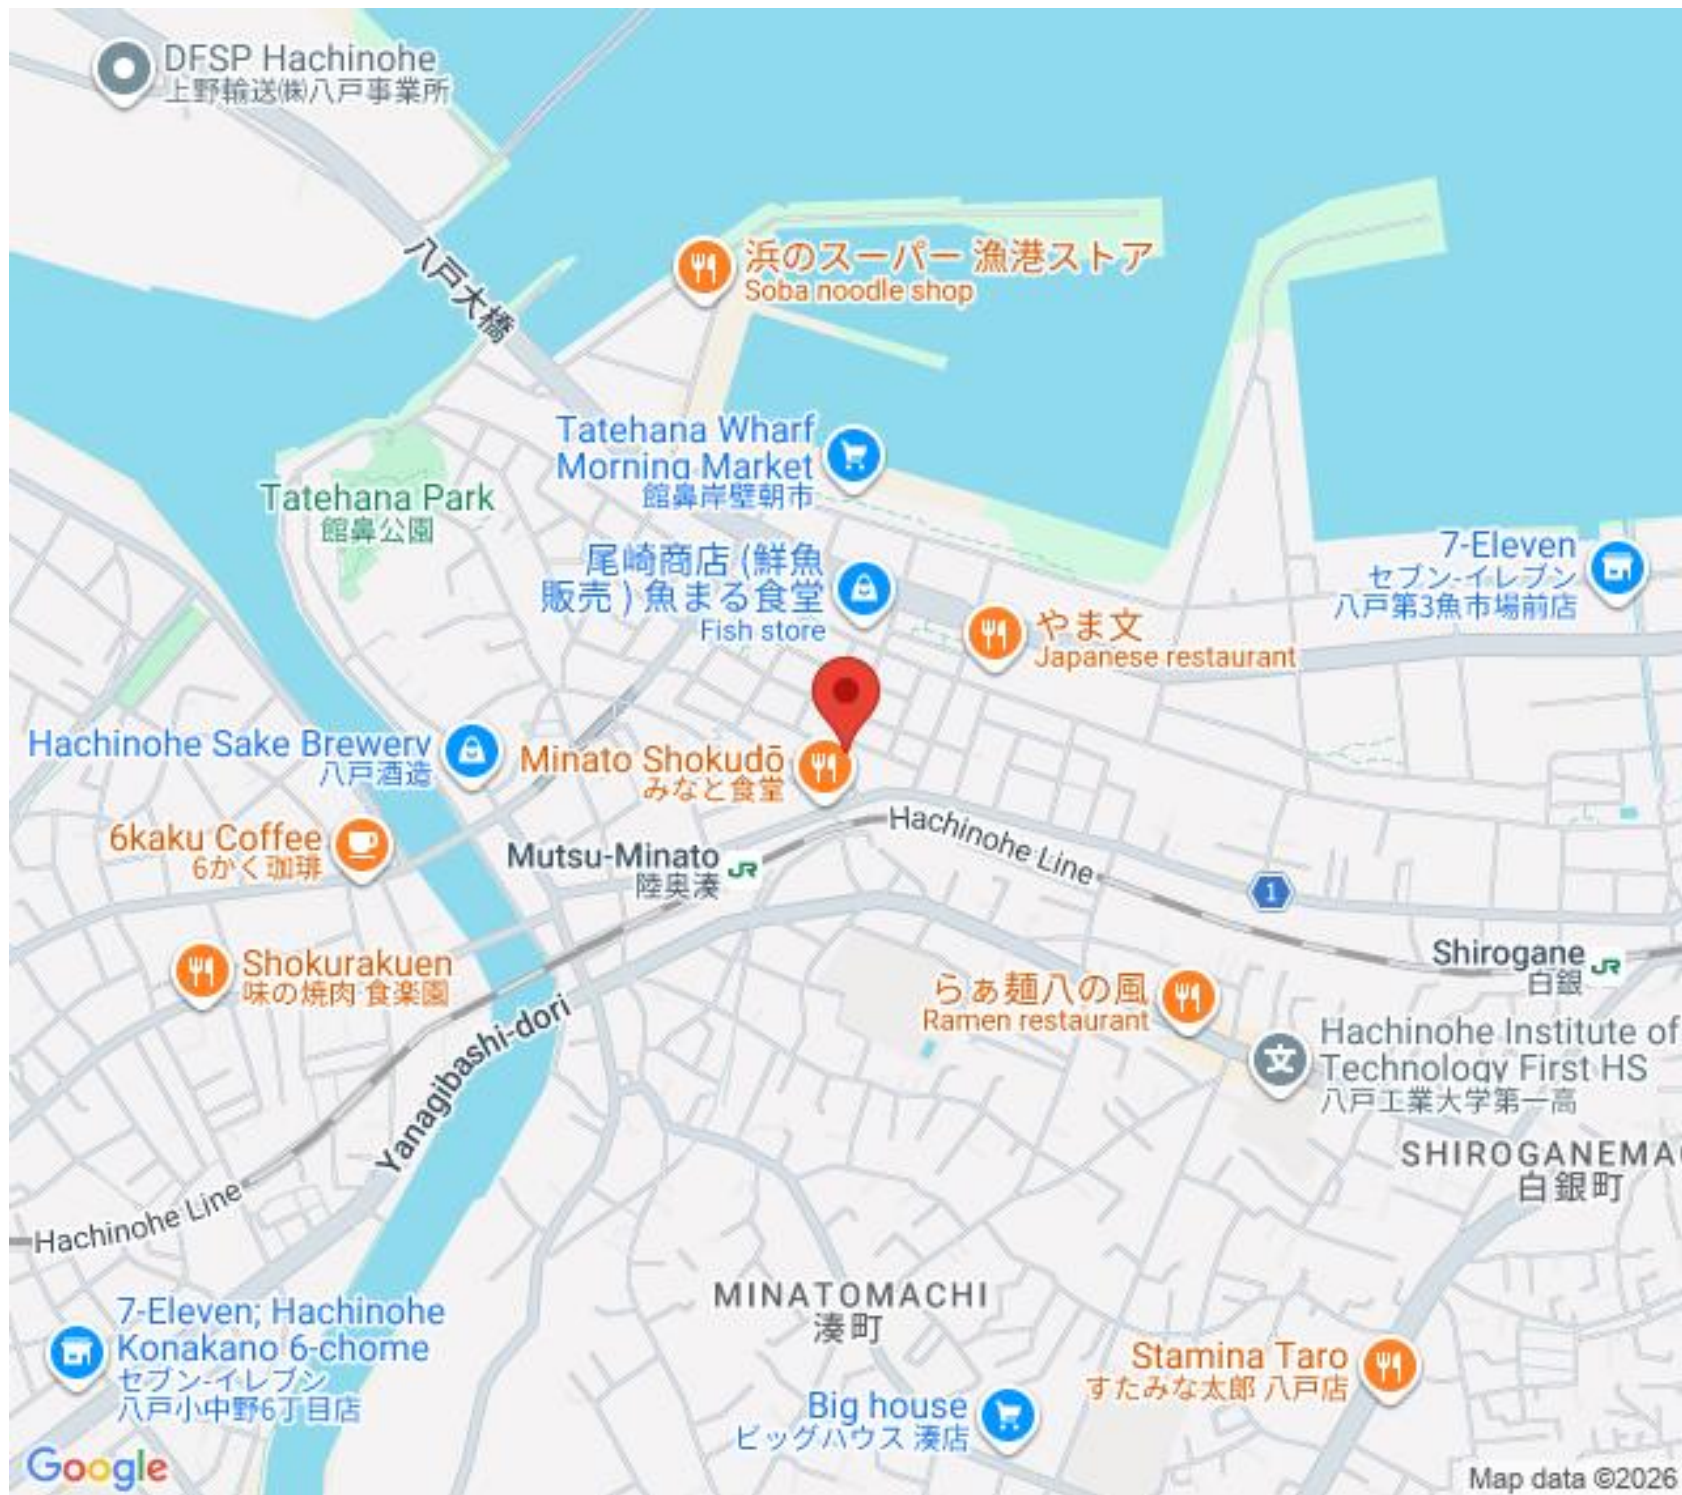 DFSP Hachinohe
上野輸送㈱八戸事業所
八戸大橋
浜のスーパー 漁港ストア
Soba noodle shop
Tatehana Wharf
Morning Market
館鼻岸壁朝市
Tatehana Park
館鼻公園
尾崎商店 (鮮魚
販売 ) 魚まる食堂
Fish store
7-Eleven
セブン-イレブン
八戸第3魚市場前店
やま文
Japanese restaurant
Hachinohe Sake Brewery
八戸酒造
Minato Shokudō
みなと食堂
6kaku Coffee
6かく珈琲
Mutsu-Minato
陸奥湊
JR
Hachinohe Line
1
Shokurakuen
味の焼肉 食楽園
Shirogane
白銀
JR
らぁ麺八の風
Ramen restaurant
Yanagibashi-dori
文
Hachinohe Institute of
Technology First HS
八戸工業大学第一高
SHIROGANEMA
白銀町
Hachinohe Line
MINATOMACHI
湊町
7-Eleven; Hachinohe
Konakano 6-chome
セブン-イレブン
八戸小中野6丁目店
Stamina Taro
すたみな太郎 八戸店
Big house
ビッグハウス 湊店
Google
Map data ©2026